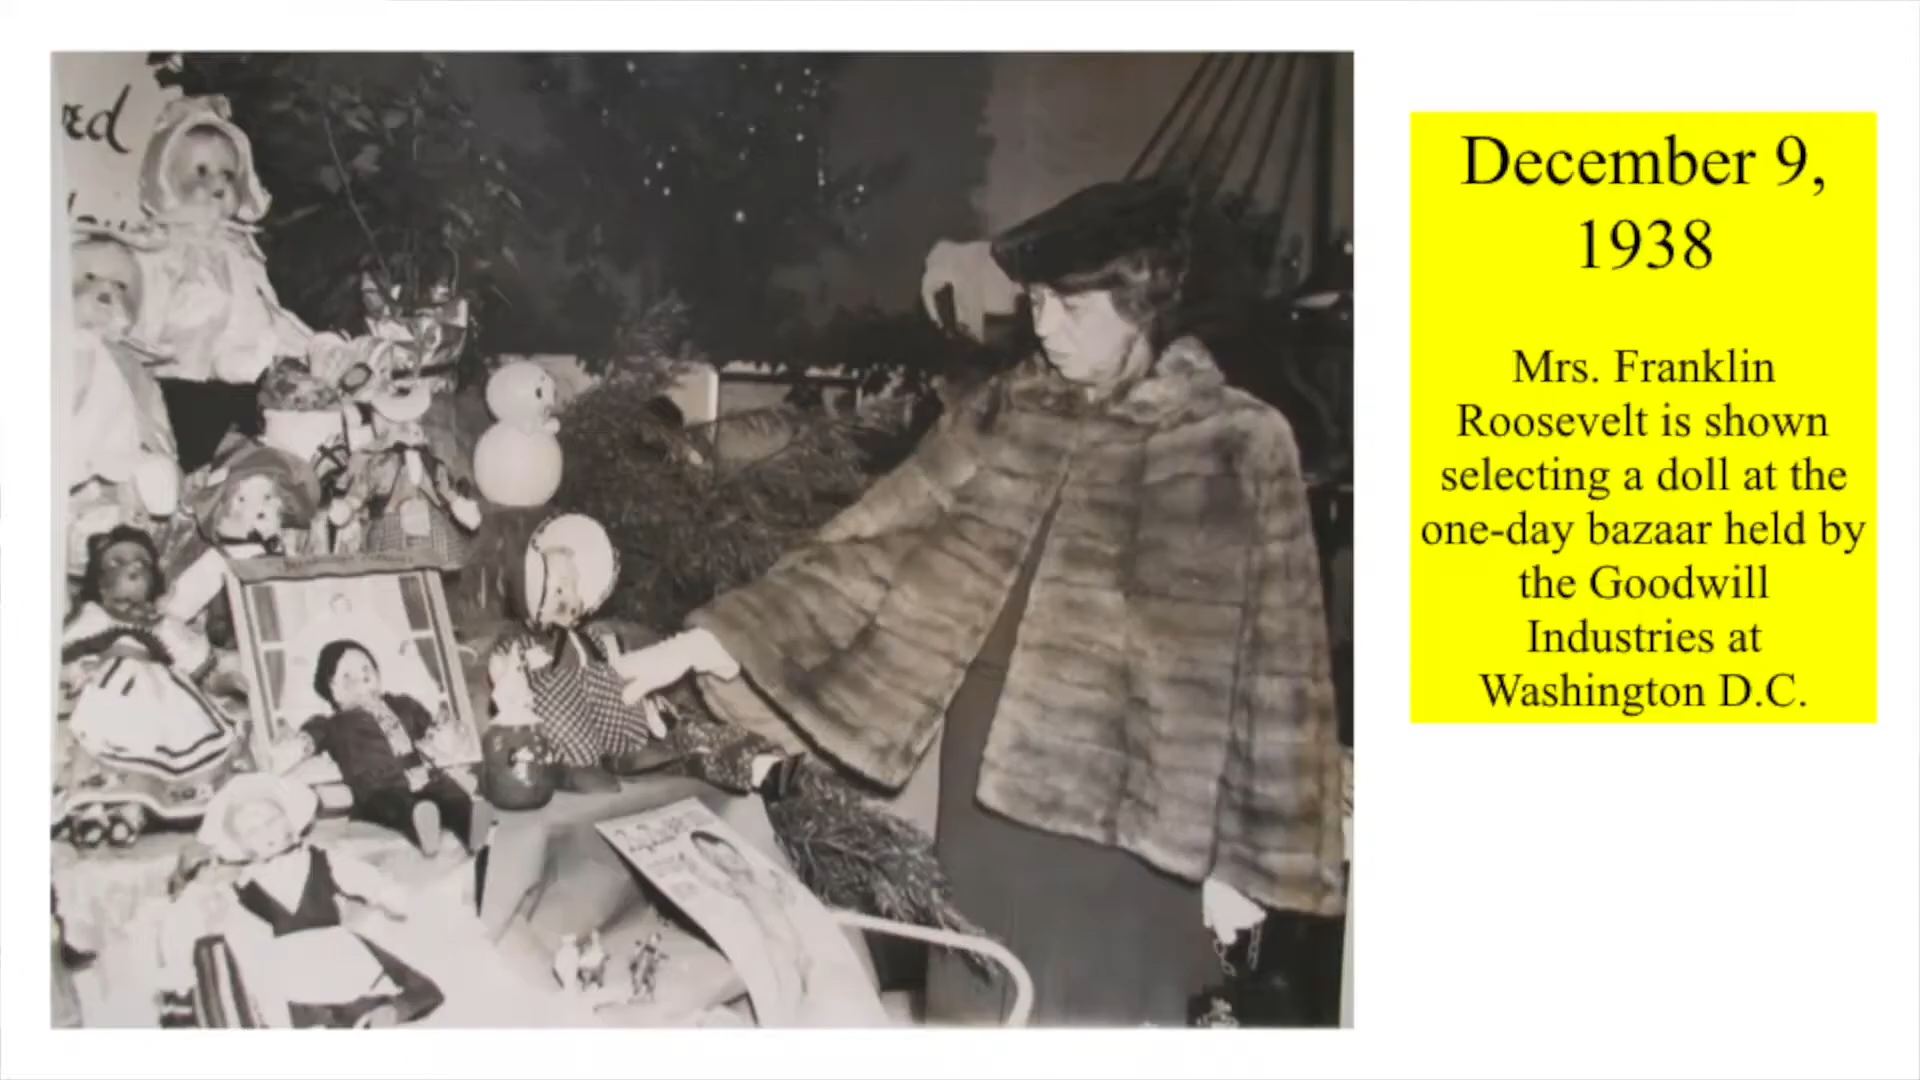 December 9,
1938
Mrs. Franklin
Roosevelt is shown
selecting a doll at the
one-day bazaar held by
the Goodwill
Industries at
Washington D.C.